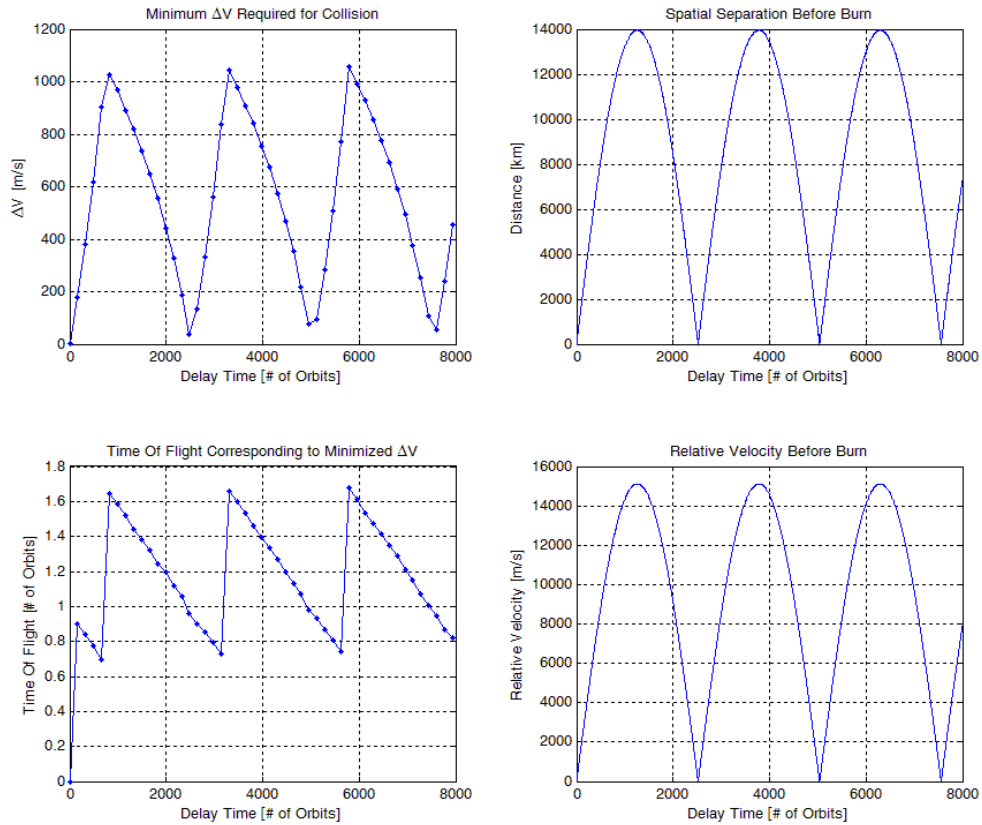 Minimum ΔV Required for Collision
1200
1000
800
600
400
200
0
ΔV [m/s]
0 2000 4000 6000 8000
Delay Time [# of Orbits]
Spatial Separation Before Burn
14000
12000
10000
8000
6000
4000
2000
0
Distance [km]
0 2000 4000 6000 8000
Delay Time [# of Orbits]
Time Of Flight Corresponding to Minimized ΔV
1.8
1.6
1.4
1.2
1
0.8
0.6
0.4
0.2
0
Time Of Flight [# of Orbits]
0 2000 4000 6000 8000
Delay Time [# of Orbits]
Relative Velocity Before Burn
16000
14000
12000
10000
8000
6000
4000
2000
0
Relative Velocity [m/s]
0 2000 4000 6000 8000
Delay Time [# of Orbits]